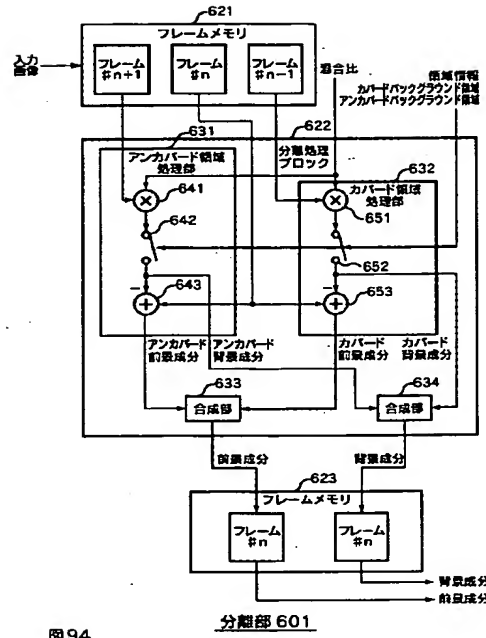 621
フレームメモリ
入力
画像
フレーム
#n+1
フレーム
#n
フレーム
#n−1
混合比
領域情報
カバードバックグラウンド領域
アンカバードバックグラウンド領域
622
631
アンカバード領域
処理部
分離処理
ブロック
632
カバード領域
処理部
641
×
651
×
642
652
−
643
+
−
653
+
アンカバード
前景成分
アンカバード
背景成分
カバード
前景成分
カバード
背景成分
633
合成部
634
合成部
前景成分
背景成分
623
フレームメモリ
フレーム
#n
フレーム
#n
背景成分
前景成分
分離部 601
図94